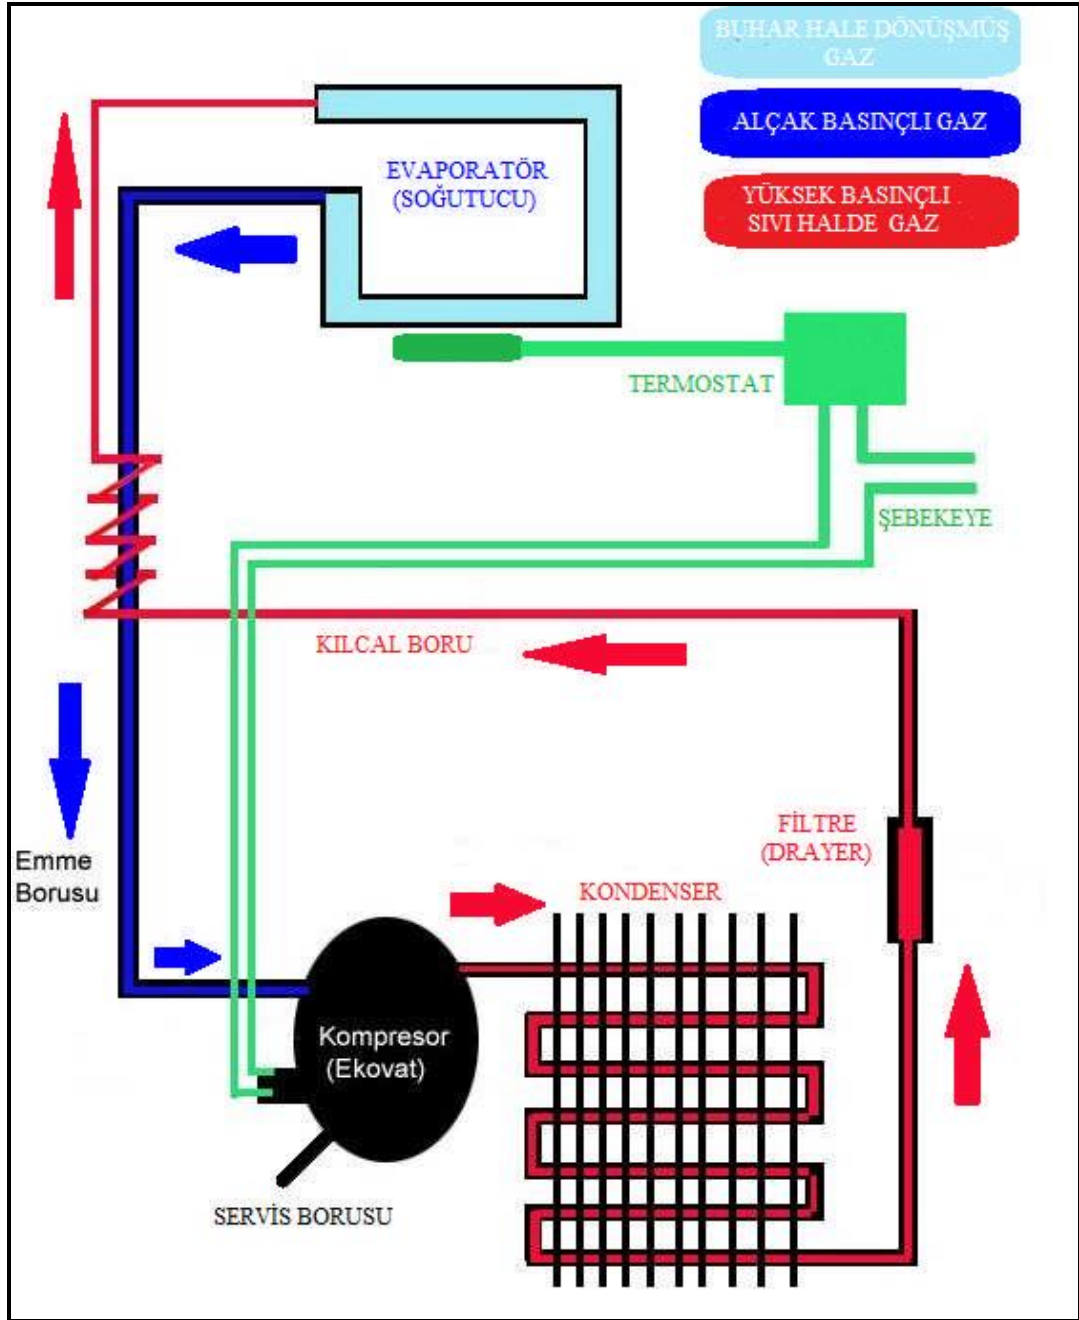 BUHAR HALE DÖNÜŞMÜŞ
GAZ
ALÇAK BASINÇLI GAZ
YÜKSEK BASINÇLI
SIVI HALDE GAZ
EVAPORATÖR
(SOĞUTUCU)
TERMOSTAT
ŞEBEKEYE
KILCAL BORU
Emme
Borusu
FİLTRE
(DRAYER)
KONDENSER
Kompresor
(Ekovat)
SERVİS BORUSU